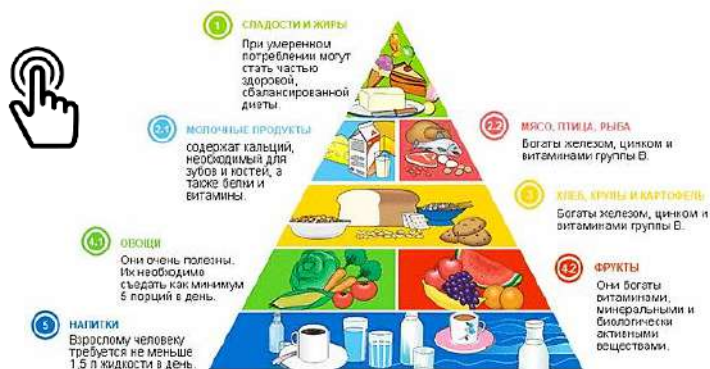 1 СЛАДОСТИ И ЖИРЫ
При умеренном
потреблении могут
стать частью
здоровой,
сбалансированной
диеты.
2.1 МОЛОЧНЫЕ ПРОДУКТЫ
содержат кальций,
необходимый для
зубов и костей, а
также белки и
витамины.
2.2 МЯСО, ПТИЦА, РЫБА
Богаты железом, цинком и
витаминами группы В.
3 ХЛЕБ, КРУПЫ И КАРТОФЕЛЬ
Богаты железом, цинком и
витаминами группы В.
4.1 ОВОЩИ
Они очень полезны.
Их необходимо
съедать как минимум
5 порций в день.
4.2 ФРУКТЫ
Они богаты
витаминами,
минеральными и
биологически
активными
веществами.
5 НАПИТКИ
Взрослому человеку
требуется не меньше
1,5 л жидкости в день.